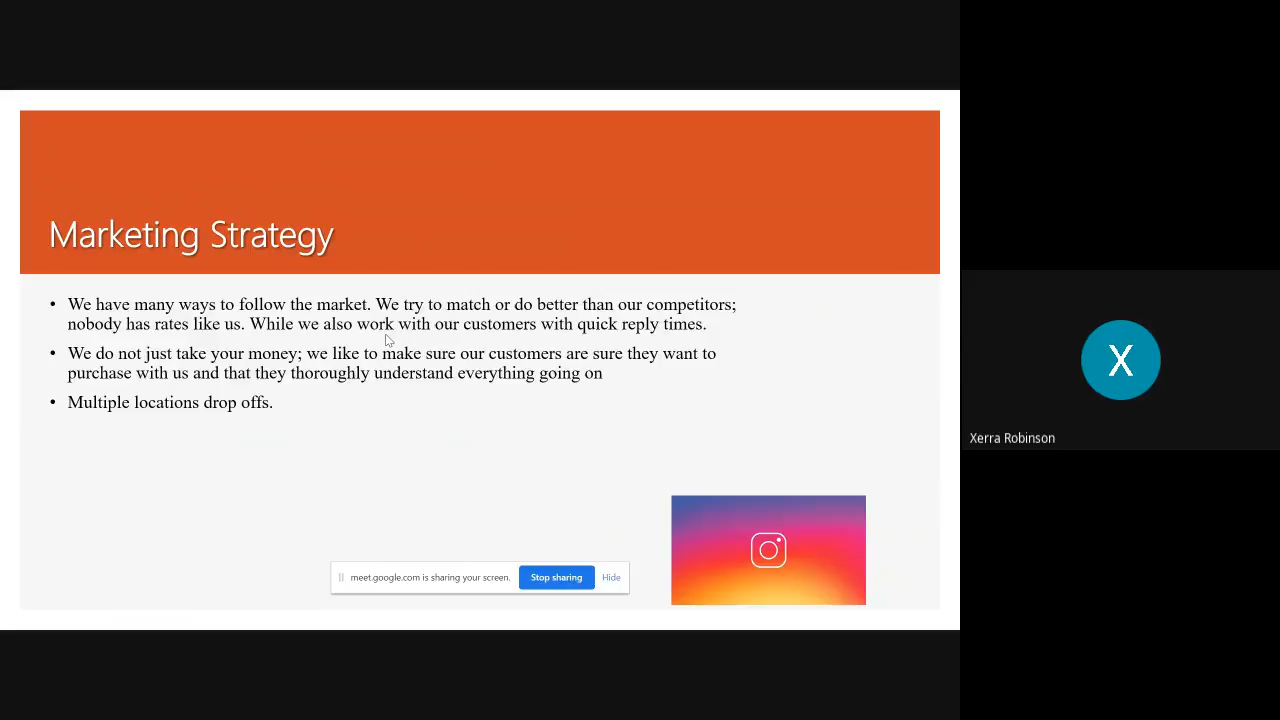 Marketing Strategy
• We have many ways to follow the market. We try to match or do better than our competitors;
nobody has rates like us. While we also work with our customers with quick reply times.
• We do not just take your money; we like to make sure our customers are sure they want to
purchase with us and that they thoroughly understand everything going on
• Multiple locations drop offs.
meet.google.com is sharing your screen. Stop sharing Hide
X
Xerra Robinson